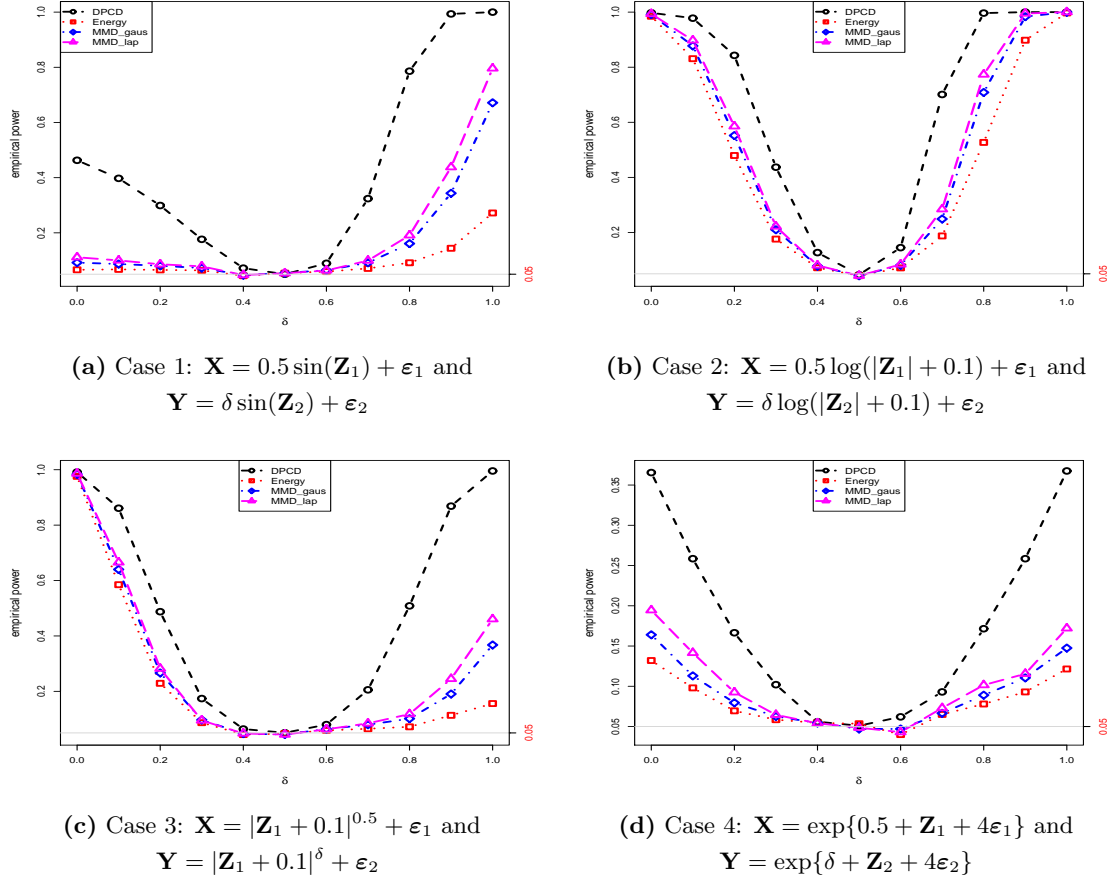 DPCD
Energy
MMD_gaus
MMD_lap
empirical power
0.2 0.4 0.6 0.8 1.0
0.0 0.2 0.4 0.6 0.8 1.0
0.05
δ
(a) Case 1: X = 0.5 sin(Z₁) + ε₁ and
Y = δ sin(Z₂) + ε₂
DPCD
Energy
MMD_gaus
MMD_lap
empirical power
0.2 0.4 0.6 0.8 1.0
0.0 0.2 0.4 0.6 0.8 1.0
0.05
δ
(b) Case 2: X = 0.5 log(|Z₁| + 0.1) + ε₁ and
Y = δ log(|Z₂| + 0.1) + ε₂
DPCD
Energy
MMD_gaus
MMD_lap
empirical power
0.2 0.4 0.6 0.8 1.0
0.0 0.2 0.4 0.6 0.8 1.0
0.05
δ
(c) Case 3: X = |Z₁ + 0.1|^0.5 + ε₁ and
Y = |Z₁ + 0.1|^δ + ε₂
DPCD
Energy
MMD_gaus
MMD_lap
empirical power
0.05 0.10 0.15 0.20 0.25 0.30 0.35
0.0 0.2 0.4 0.6 0.8 1.0
0.05
δ
(d) Case 4: X = exp{0.5 + Z₁ + 4ε₁} and
Y = exp{δ + Z₂ + 4ε₂}